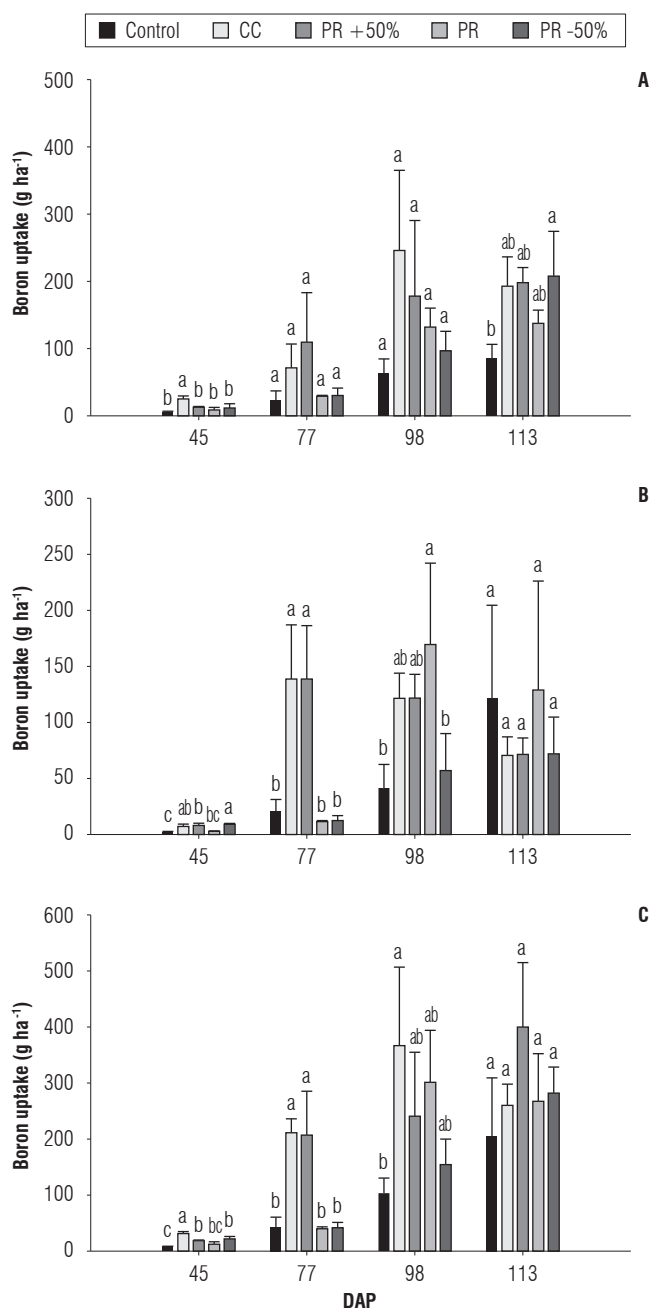 Control CC PR +50% PR PR -50%
A
Boron uptake (g ha-1)
500
400
300
200
100
0
b a b b b
a a a a a
a a a a a
b ab ab ab a
45 77 98 113
B
Boron uptake (g ha-1)
300
250
200
150
100
50
0
c ab b bc a
b a a b b
b ab ab a b
a a a a a
45 77 98 113
C
Boron uptake (g ha-1)
600
500
400
300
200
100
0
c a b bc b
b a a b b
b a ab ab ab
a a a a a
45 77 98 113
DAP